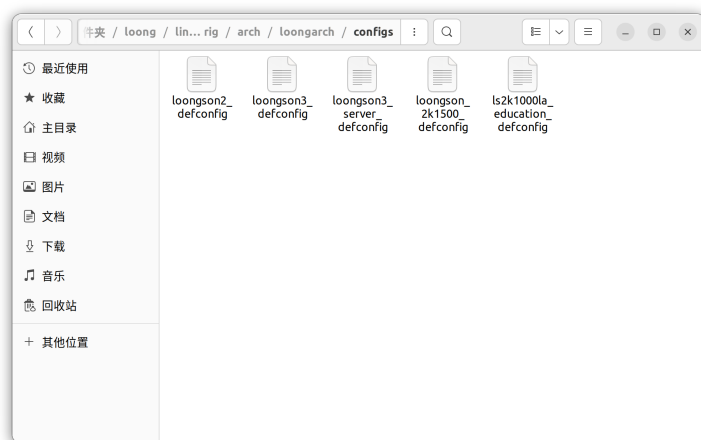 件夹 / loong / lin… rig / arch / loongarch / configs
最近使用
收藏
主目录
视频
图片
文档
下载
音乐
回收站
其他位置
loongson2_
defconfig
loongson3_
defconfig
loongson3_
server_
defconfig
loongson_
2k1500_
defconfig
ls2k1000la_
education_
defconfig